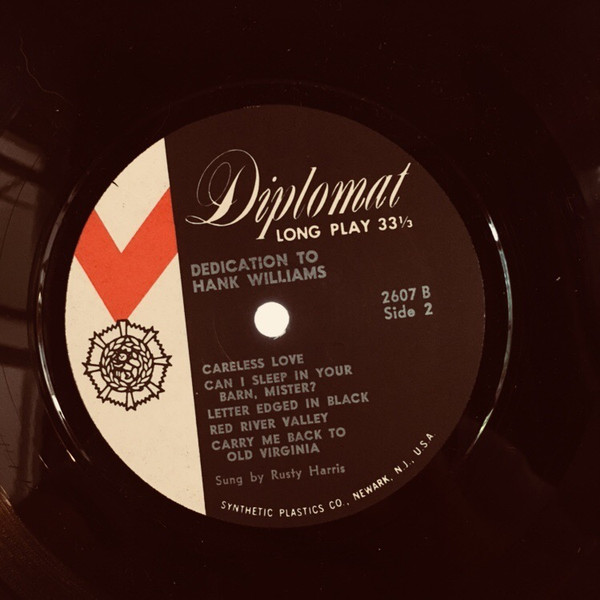 Diplomat
LONG PLAY 33⅓
DEDICATION TO
HANK WILLIAMS
2607 B
Side 2
CARELESS LOVE
CAN I SLEEP IN YOUR
BARN, MISTER?
LETTER EDGED IN BLACK
RED RIVER VALLEY
CARRY ME BACK TO
OLD VIRGINIA
Sung by Rusty Harris
SYNTHETIC PLASTICS CO., NEWARK, N.J., U.S.A.